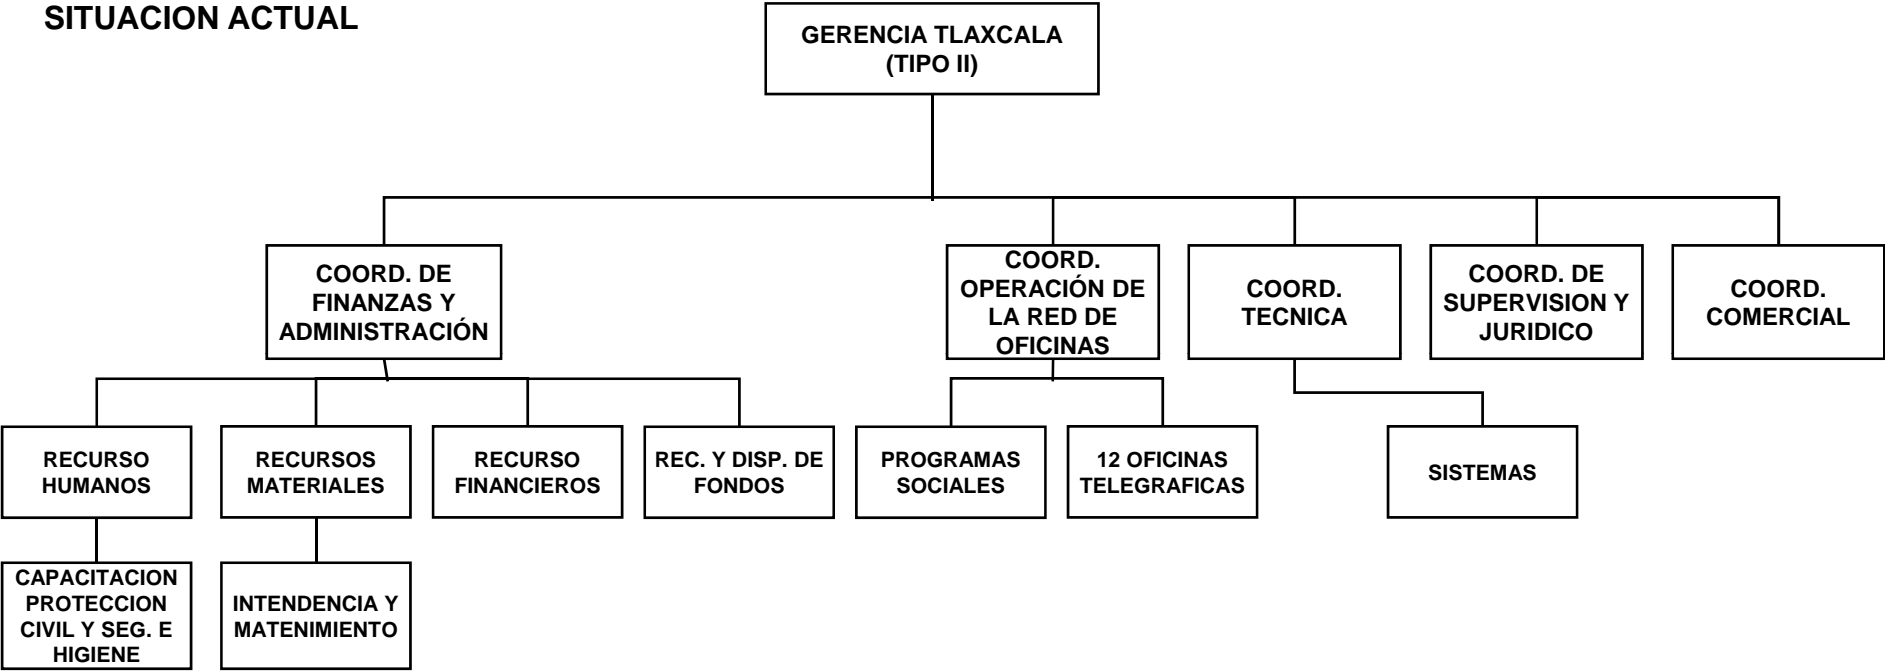 SITUACION ACTUAL
GERENCIA TLAXCALA
(TIPO II)
COORD. DE
FINANZAS Y
ADMINISTRACIÓN
COORD.
OPERACIÓN DE
LA RED DE
OFICINAS
COORD.
TECNICA
COORD. DE
SUPERVISION Y
JURIDICO
COORD.
COMERCIAL
RECURSO
HUMANOS
RECURSOS
MATERIALES
RECURSO
FINANCIEROS
REC. Y DISP. DE
FONDOS
PROGRAMAS
SOCIALES
12 OFICINAS
TELEGRAFICAS
SISTEMAS
CAPACITACION
PROTECCION
CIVIL Y SEG. E
HIGIENE
INTENDENCIA Y
MATENIMIENTO